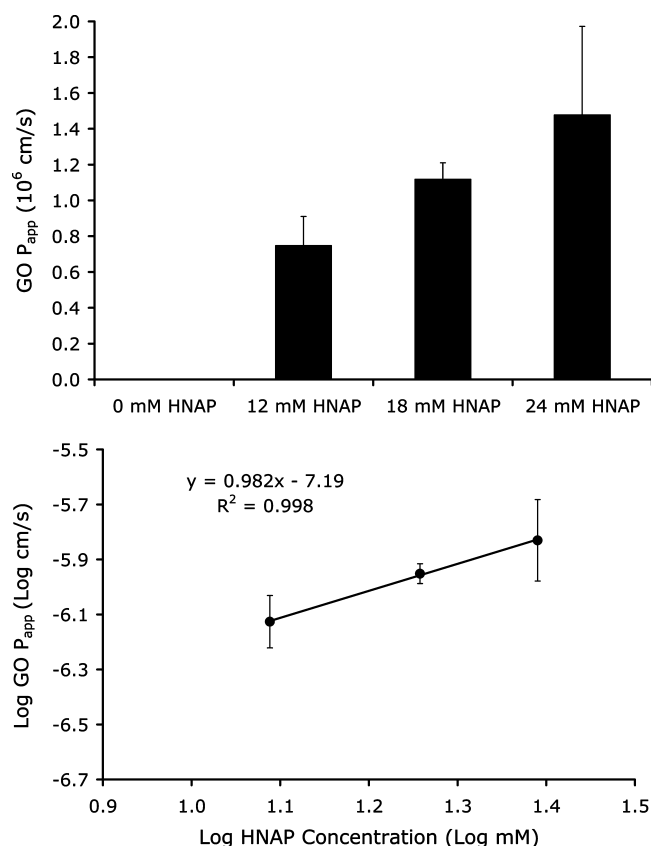 GO Papp (10⁶ cm/s)
2.0
1.8
1.6
1.4
1.2
1.0
0.8
0.6
0.4
0.2
0.0
0 mM HNAP 12 mM HNAP 18 mM HNAP 24 mM HNAP
Log GO Papp (Log cm/s)
-5.5
-5.7
-5.9
-6.1
-6.3
-6.5
-6.7
y = 0.982x - 7.19
R² = 0.998
0.9 1.0 1.1 1.2 1.3 1.4 1.5
Log HNAP Concentration (Log mM)